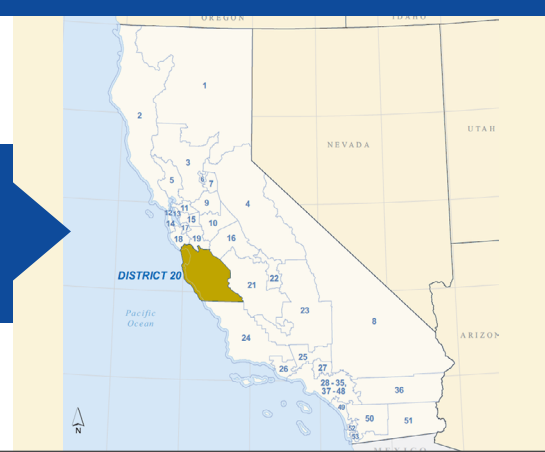 OREGON
IDAHO
1
2
UTAH
NEVADA
3
5
6
7
4
9
11
12
13
10
15
14
17
16
18
19
DISTRICT 20
21
22
Pacific
Ocean
23
8
24
ARIZON
25
26
27
28 - 35,
37 - 48
36
49
50
51
52
53
N
MEXICO